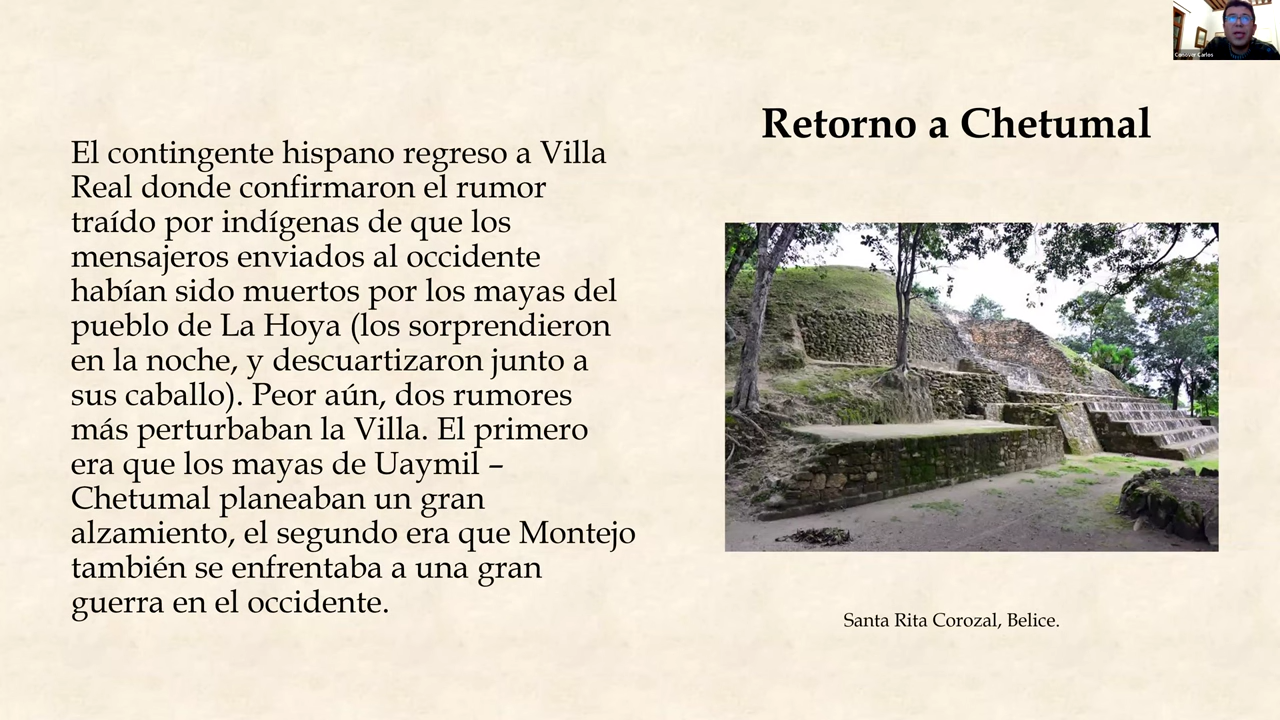 Retorno a Chetumal
El contingente hispano regreso a Villa
Real donde confirmaron el rumor
traído por indígenas de que los
mensajeros enviados al occidente
habían sido muertos por los mayas del
pueblo de La Hoya (los sorprendieron
en la noche, y descuartizaron junto a
sus caballo). Peor aún, dos rumores
más perturbaban la Villa. El primero
era que los mayas de Uaymil –
Chetumal planeaban un gran
alzamiento, el segundo era que Montejo
también se enfrentaba a una gran
guerra en el occidente.
Santa Rita Corozal, Belice.